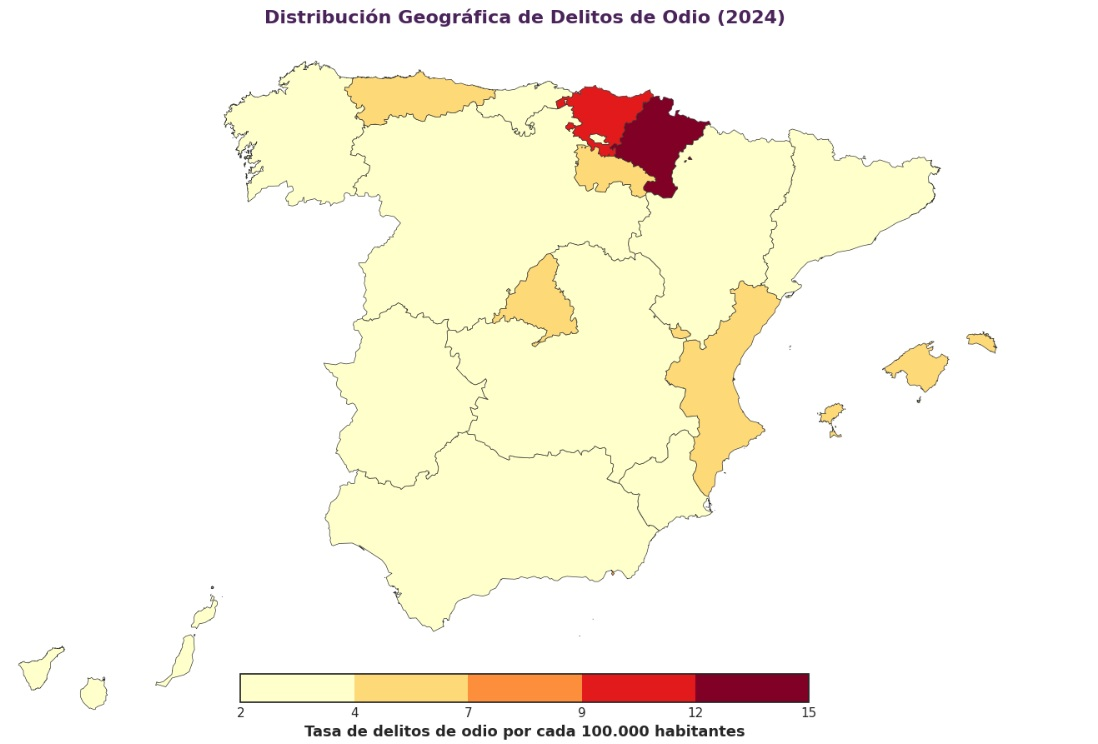 Distribución Geográfica de Delitos de Odio (2024)
2 4 7 9 12 15
Tasa de delitos de odio por cada 100.000 habitantes